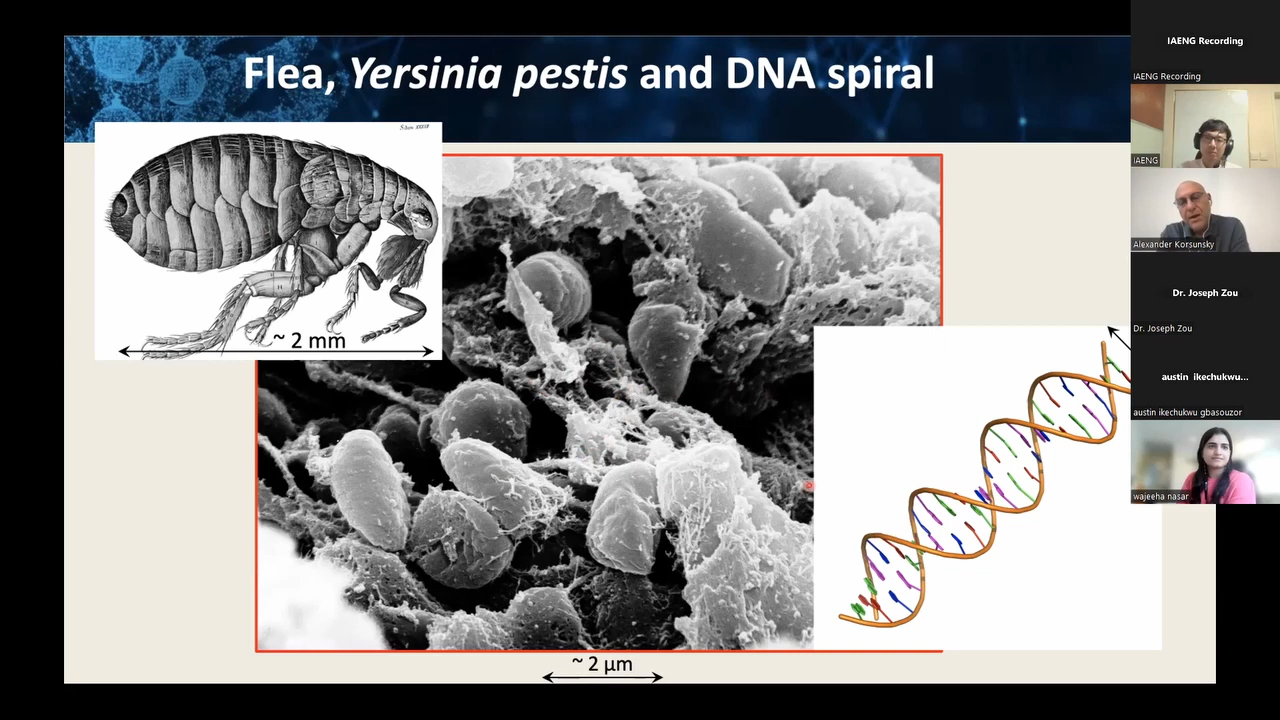 Flea, Yersinia pestis and DNA spiral
~ 2 mm
~ 2 µm
IAENG Recording
IAENG Recording
IAENG
Alexander Korsunsky
Dr. Joseph Zou
Dr. Joseph Zou
austin ikechukwu...
austin ikechukwu gbasouzor
wajeeha nasar